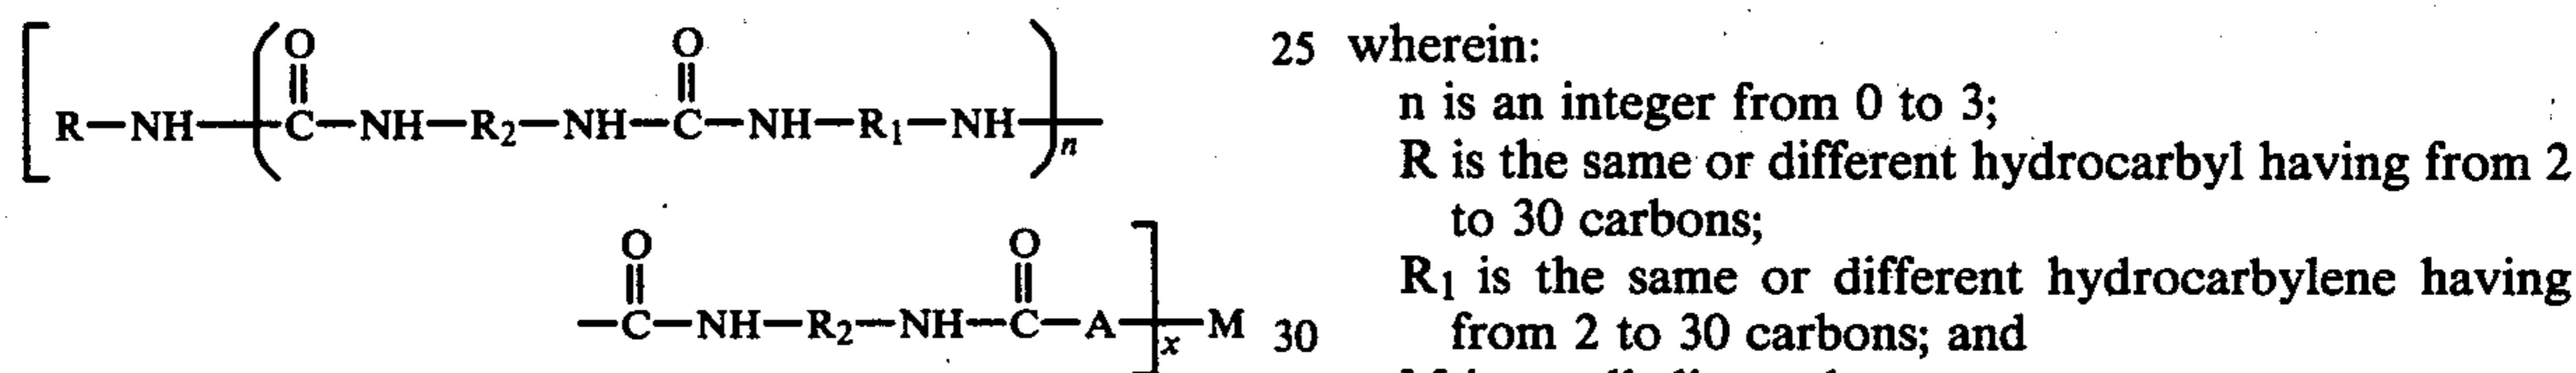 O O
[R—NH—(C—NH—R2—NH—C—NH—R1—NH)n—
O O
—C—NH—R2—NH—C—A—]x—M
25 wherein:
n is an integer from 0 to 3;
R is the same or different hydrocarbyl having from 2
to 30 carbons;
R1 is the same or different hydrocarbylene having
30 from 2 to 30 carbons; and